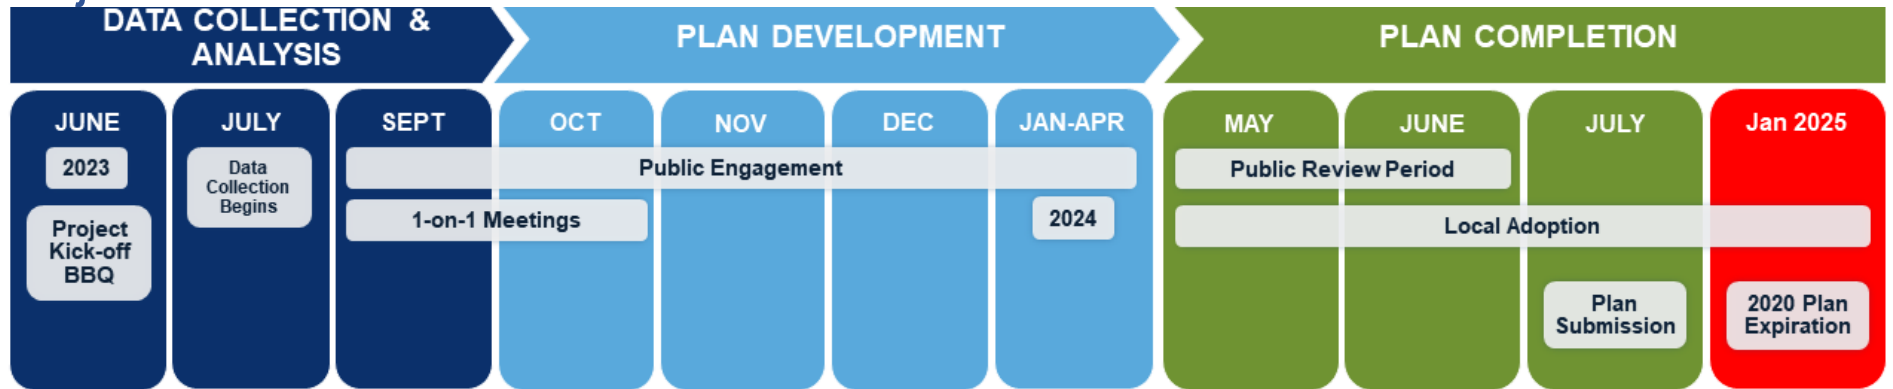 DATA COLLECTION &
ANALYSIS
PLAN DEVELOPMENT
PLAN COMPLETION
JUNE
JULY
SEPT
OCT
NOV
DEC
JAN-APR
MAY
JUNE
JULY
Jan 2025
2023
Project
Kick-off
BBQ
Data
Collection
Begins
Public Engagement
1-on-1 Meetings
2024
Public Review Period
Local Adoption
Plan
Submission
2020 Plan
Expiration